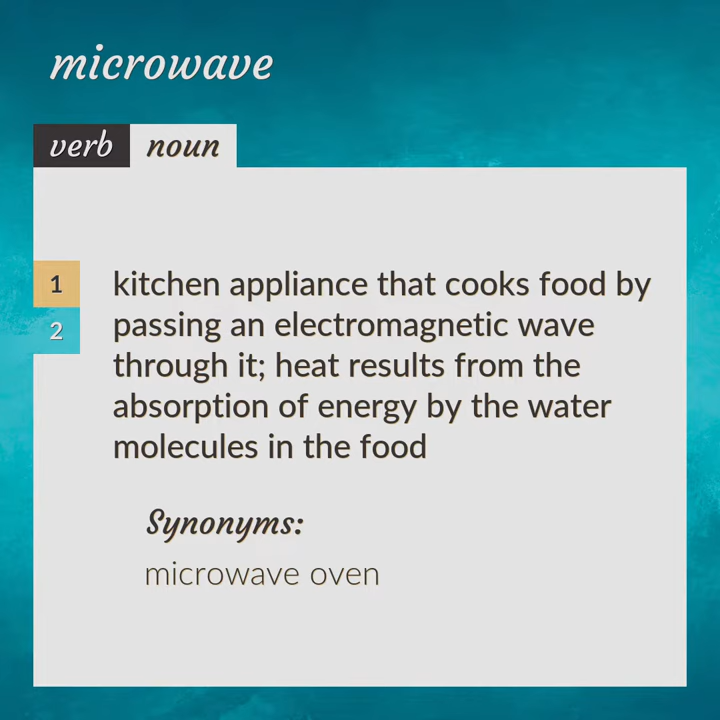 microwave
verb noun
1 kitchen appliance that cooks food by
2 passing an electromagnetic wave
through it; heat results from the
absorption of energy by the water
molecules in the food
Synonyms:
microwave oven